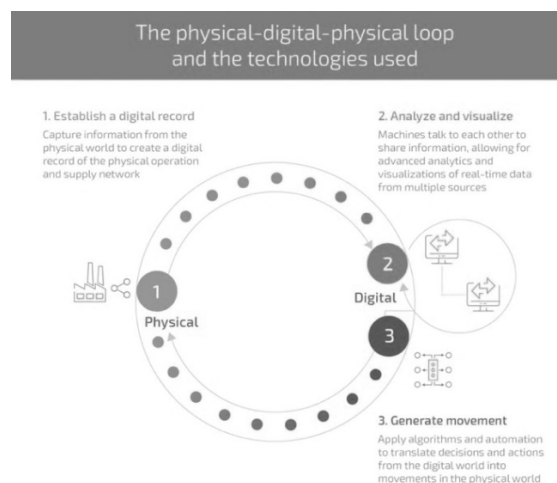 The physical-digital-physical loop
and the technologies used
1. Establish a digital record
Capture information from the
physical world to create a digital
record of the physical operation
and supply network
2. Analyze and visualize
Machines talk to each other to
share information, allowing for
advanced analytics and
visualizations of real-time data
from multiple sources
1
Physical
2
Digital
3
3. Generate movement
Apply algorithms and automation
to translate decisions and actions
from the digital world into
movements in the physical world